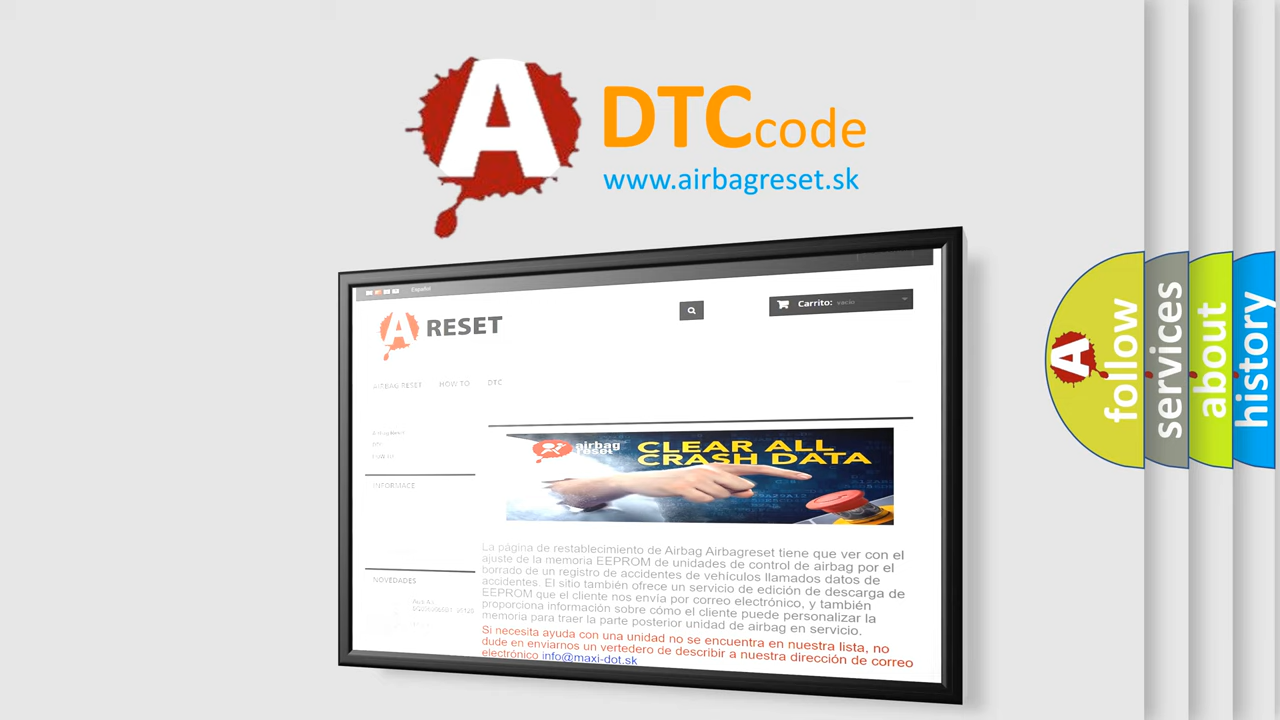 A
DTCcode
www.airbagreset.sk
Español
A RESET
Carrito: vacío
AIRBAG RESET HOW TO DTC
INFORMACE
airbag
reset
CLEAR ALL
CRASH DATA
La página de restablecimiento de Airbag Airbagreset tiene que ver con el
ajuste de la memoria EEPROM de unidades de control de airbag por el
borrado de un registro de accidentes de vehículos llamados datos de
accidentes. El sitio también ofrece un servicio de edición de descarga de
EEPROM que el cliente nos envía por correo electrónico, y también
proporciona información sobre cómo el cliente puede personalizar la
memoria para traer la parte posterior unidad de airbag en servicio.
Si necesita ayuda con una unidad no se encuentra en nuestra lista, no
dude en enviarnos un vertedero de describir a nuestra dirección de correo
electrónico info@maxi-dot.sk
NOVEDADES
A
follow
services
about
history